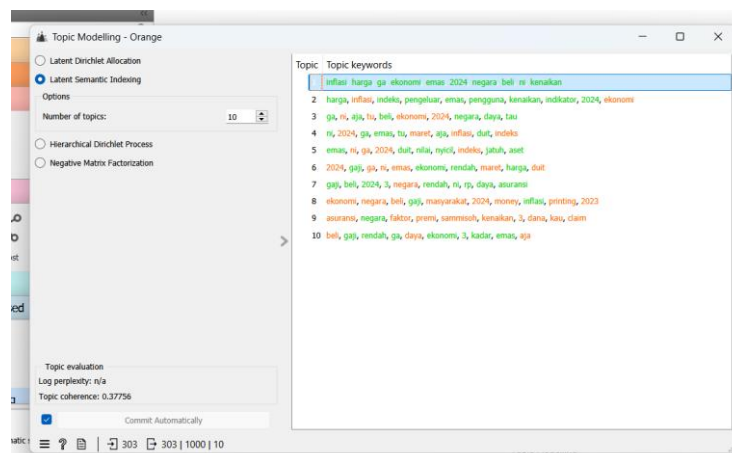 Topic Modelling - Orange
Latent Dirichlet Allocation
Latent Semantic Indexing
Options
Number of topics: 10
Hierarchical Dirichlet Process
Negative Matrix Factorization
Topic evaluation
Log perplexity: n/a
Topic coherence: 0.37756
Commit Automatically
303 303 | 1000 | 10
Topic Topic keywords
inflasi harga ga ekonomi emas 2024 negara beli ni kenaikan
2 harga, inflasi, indeks, pengeluar, emas, pengguna, kenaikan, indikator, 2024, ekonomi
3 ga, ni, aja, tu, beli, ekonomi, 2024, negara, daya, tau
4 ni, 2024, ga, emas, tu, maret, aja, inflasi, duit, indeks
5 emas, ni, ga, 2024, duit, nilai, nyicil, indeks, jatuh, aset
6 2024, gaji, ga, ni, emas, ekonomi, rendah, maret, harga, duit
7 gaji, beli, 2024, 3, negara, rendah, ni, rp, daya, asuransi
8 ekonomi, negara, beli, gaji, masyarakat, 2024, money, inflasi, printing, 2023
9 asuransi, negara, faktor, premi, sammisoh, kenaikan, 3, dana, kau, claim
10 beli, gaji, rendah, ga, daya, ekonomi, 3, kadar, emas, aja